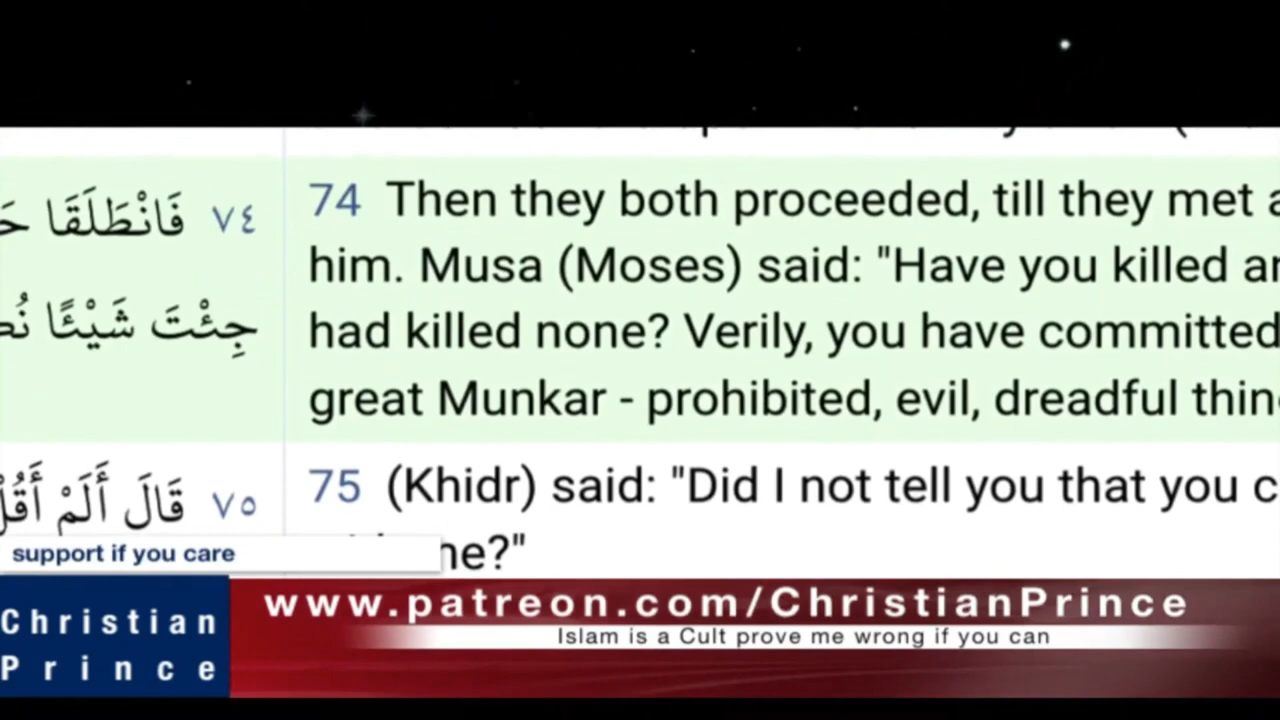 فَانْطَلَقَا ٧٤
74 Then they both proceeded, till they met
him. Musa (Moses) said: "Have you killed
جِئْتَ شَيْئًا
had killed none? Verily, you have committed
great Munkar - prohibited, evil, dreadful
قَالَ أَلَمْ ٧٥
75 (Khidr) said: "Did I not tell you that you
support if you care
Christian
Prince
www.patreon.com/ChristianPrince
Islam is a Cult prove me wrong if you can